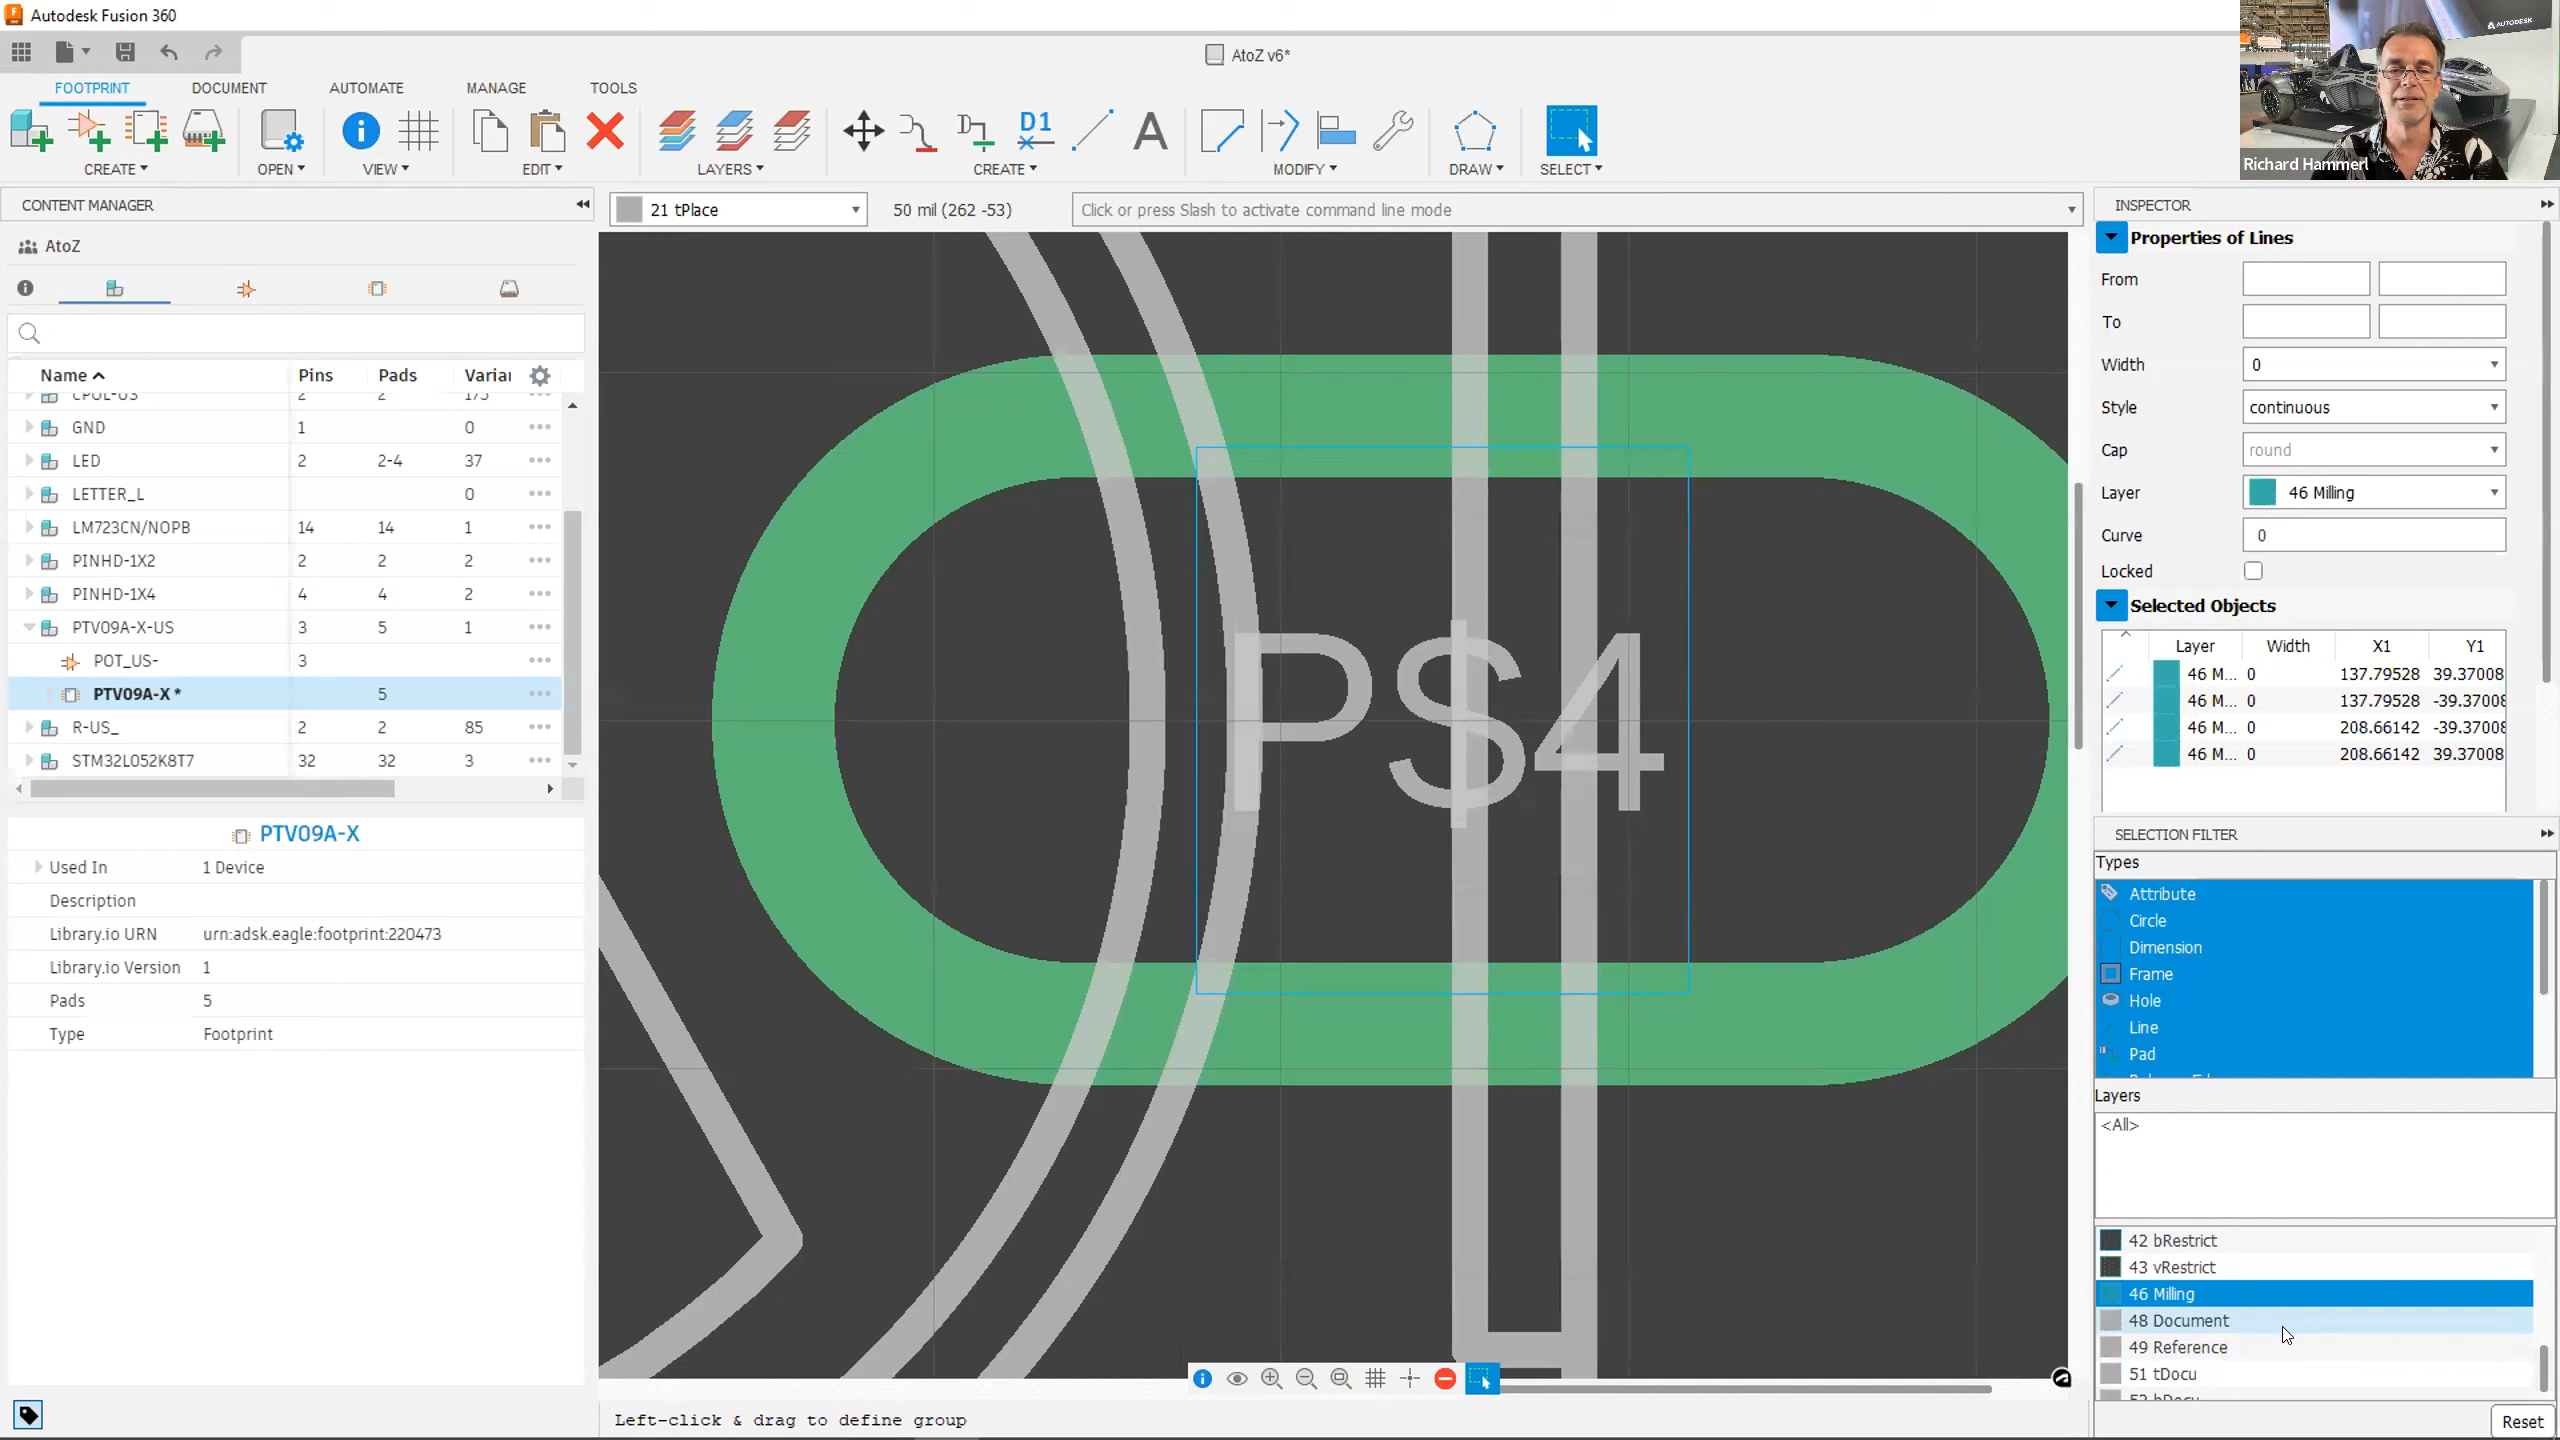 Autodesk Fusion 360
AtoZ v6*
AUTODESK
Richard Hammerl
FOOTPRINT
DOCUMENT
AUTOMATE
MANAGE
TOOLS
D1
A
CREATE
OPEN
VIEW
EDIT
LAYERS
CREATE
MODIFY
DRAW
SELECT
CONTENT MANAGER
21 tPlace
50 mil (262 -53)
Click or press Slash to activate command line mode
AtoZ
Name Pins Pads Varia
GND 1 0
LED 2 2-4 37
LETTER_L 0
LM723CN/NOPB 14 14 1
PINHD-1X2 2 2 2
PINHD-1X4 4 4 2
PTV09A-X-US 3 5 1
POT_US- 3
PTV09A-X * 5
R-US_ 2 2 85
STM32L052K8T7 32 32 3
PTV09A-X
Used In 1 Device
Description
Library.io URN urn:adsk.eagle:footprint:220473
Library.io Version 1
Pads 5
Type Footprint
P$4
Left-click & drag to define group
INSPECTOR
Properties of Lines
From
To
Width 0
Style continuous
Cap round
Layer 46 Milling
Curve 0
Locked
Selected Objects
Layer Width X1 Y1
46 M... 0 137.79528 39.37008
46 M... 0 137.79528 -39.37008
46 M... 0 208.66142 -39.37008
46 M... 0 208.66142 39.37008
SELECTION FILTER
Types
Attribute
Circle
Dimension
Frame
Hole
Line
Pad
Layers
<All>
42 bRestrict
43 vRestrict
46 Milling
48 Document
49 Reference
51 tDocu
Reset